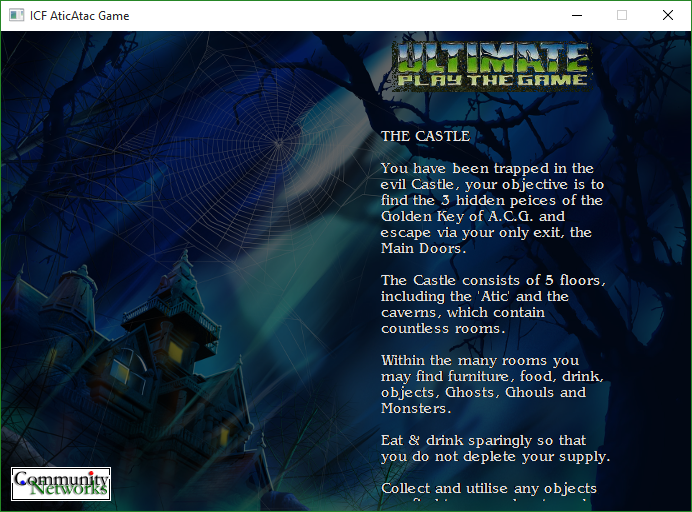 ICF AticAtac Game
ULTIMATE
PLAY THE GAME
THE CASTLE
You have been trapped in the
evil Castle, your objective is to
find the 3 hidden peices of the
Golden Key of A.C.G. and
escape via your only exit, the
Main Doors.
The Castle consists of 5 floors,
including the 'Atic' and the
caverns, which contain
countless rooms.
Within the many rooms you
may find furniture, food, drink,
objects, Ghosts, Ghouls and
Monsters.
Eat & drink sparingly so that
you do not deplete your supply.
Collect and utilise any objects
Community
Networks